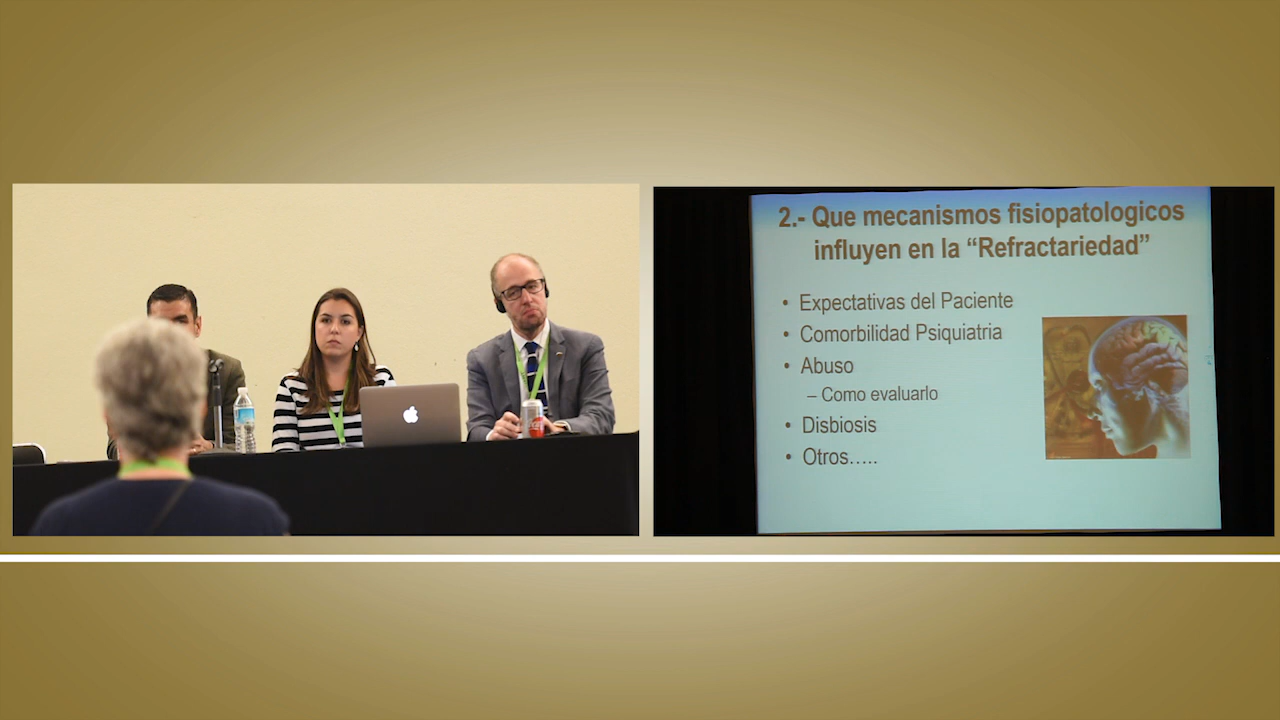 2.- Que mecanismos fisiopatologicos
influyen en la “Refractariedad”
• Expectativas del Paciente
• Comorbilidad Psiquiatria
• Abuso
– Como evaluarlo
• Disbiosis
• Otros…..